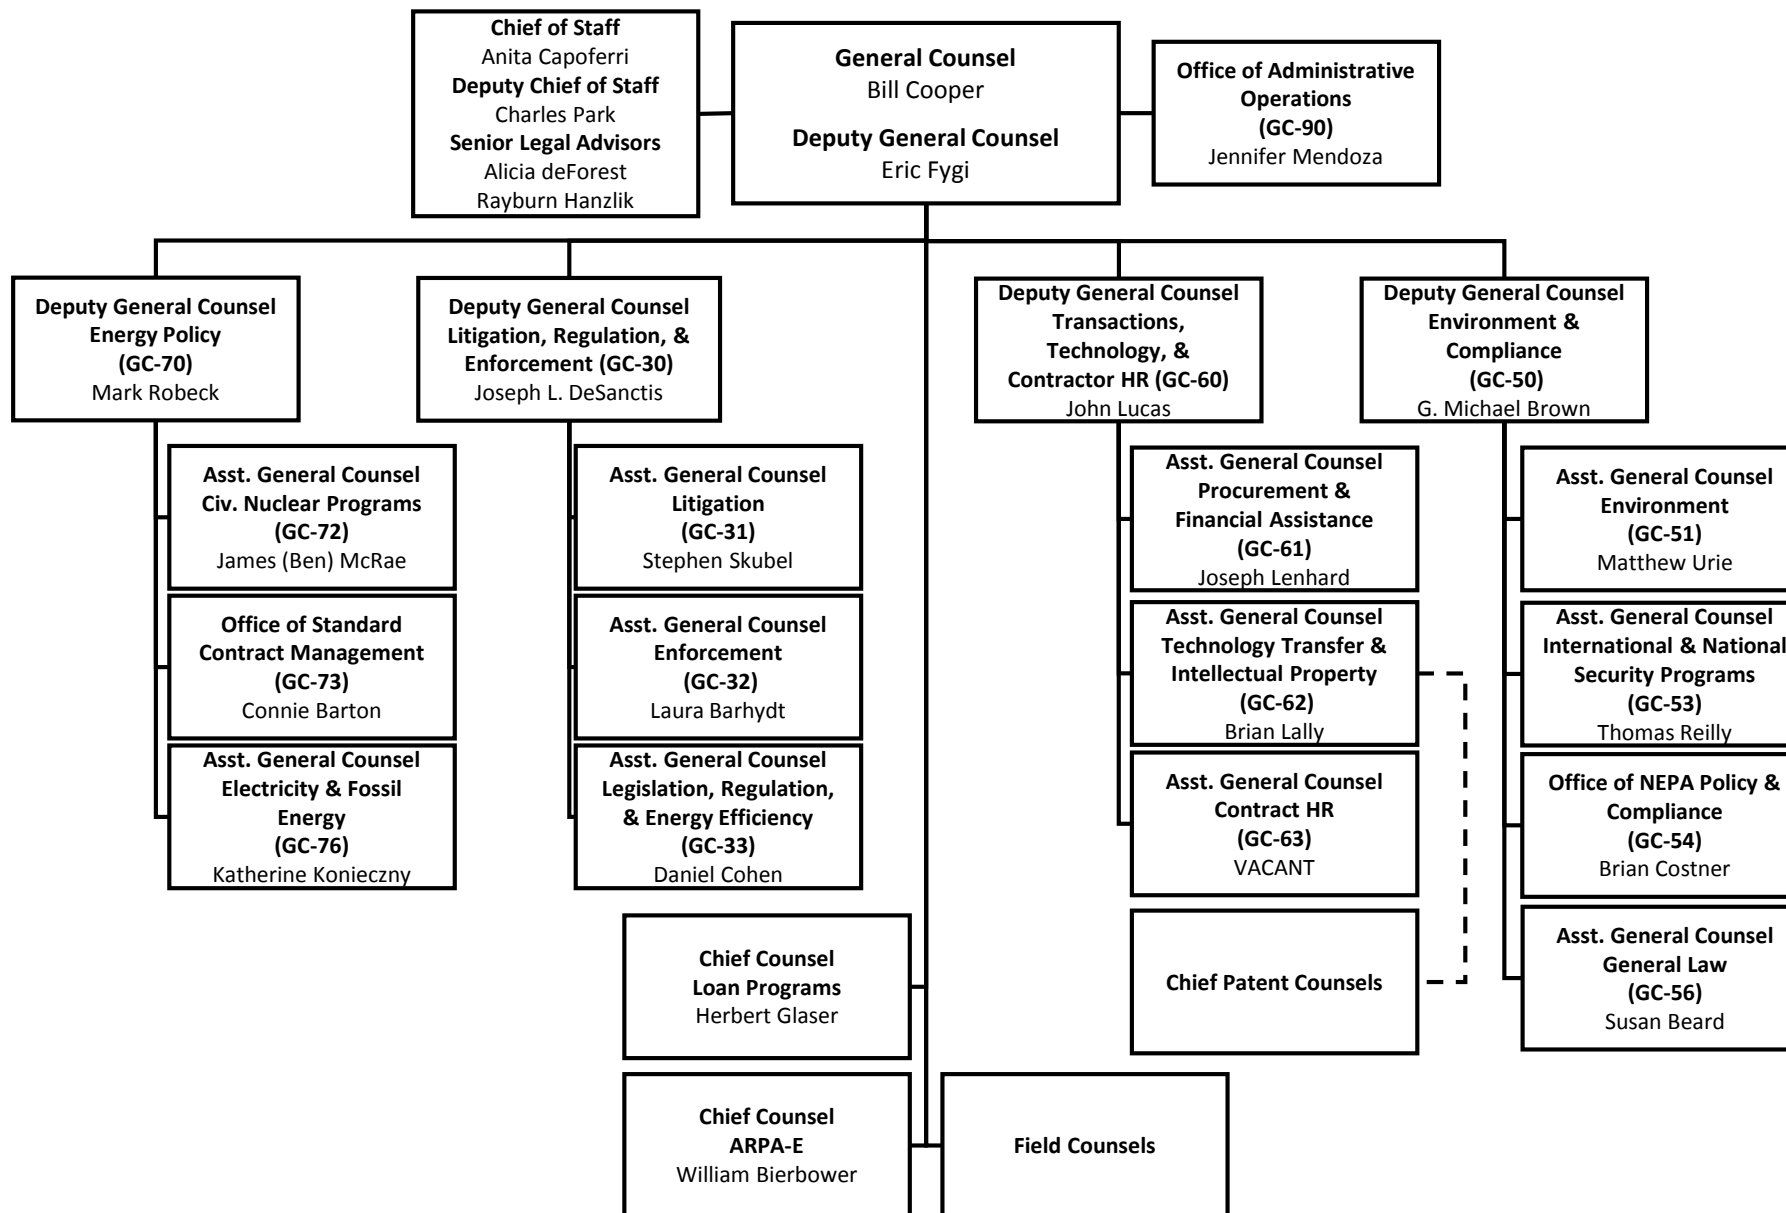 Chief of Staff
Anita Capoferri
Deputy Chief of Staff
Charles Park
Senior Legal Advisors
Alicia deForest
Rayburn Hanzlik
General Counsel
Bill Cooper
Deputy General Counsel
Eric Fygi
Office of Administrative
Operations
(GC-90)
Jennifer Mendoza
Deputy General Counsel
Energy Policy
(GC-70)
Mark Robeck
Deputy General Counsel
Litigation, Regulation, &
Enforcement (GC-30)
Joseph L. DeSanctis
Deputy General Counsel
Transactions,
Technology, &
Contractor HR (GC-60)
John Lucas
Deputy General Counsel
Environment &
Compliance
(GC-50)
G. Michael Brown
Asst. General Counsel
Civ. Nuclear Programs
(GC-72)
James (Ben) McRae
Office of Standard
Contract Management
(GC-73)
Connie Barton
Asst. General Counsel
Electricity & Fossil
Energy
(GC-76)
Katherine Konieczny
Asst. General Counsel
Litigation
(GC-31)
Stephen Skubel
Asst. General Counsel
Enforcement
(GC-32)
Laura Barhydt
Asst. General Counsel
Legislation, Regulation,
& Energy Efficiency
(GC-33)
Daniel Cohen
Asst. General Counsel
Procurement &
Financial Assistance
(GC-61)
Joseph Lenhard
Asst. General Counsel
Technology Transfer &
Intellectual Property
(GC-62)
Brian Lally
Asst. General Counsel
Contract HR
(GC-63)
VACANT
Chief Patent Counsels
Asst. General Counsel
Environment
(GC-51)
Matthew Urie
Asst. General Counsel
International & National
Security Programs
(GC-53)
Thomas Reilly
Office of NEPA Policy &
Compliance
(GC-54)
Brian Costner
Asst. General Counsel
General Law
(GC-56)
Susan Beard
Chief Counsel
Loan Programs
Herbert Glaser
Chief Counsel
ARPA-E
William Bierbower
Field Counsels